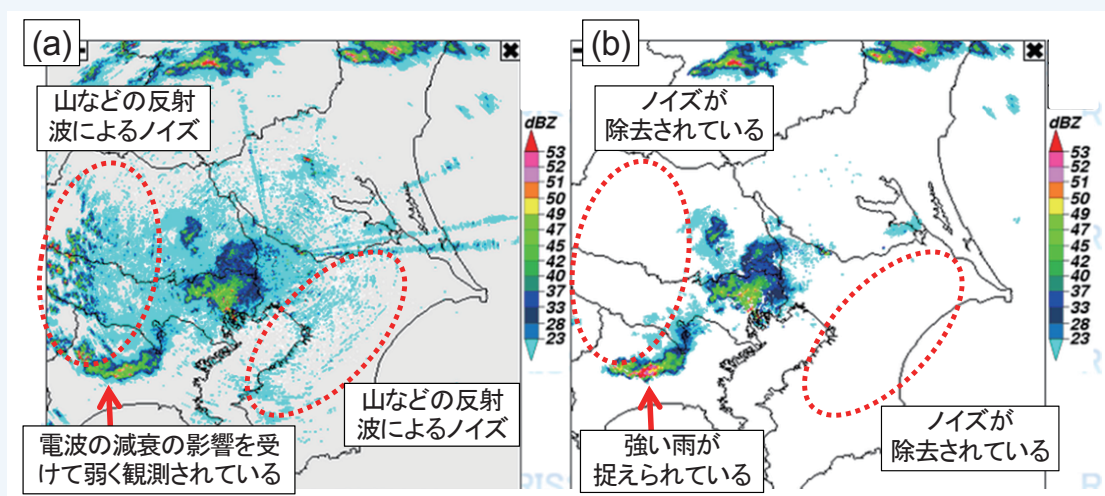 (a)
山などの反射
波によるノイズ
dBZ
53
52
51
50
49
47
45
42
40
37
33
28
23
山などの反射
波によるノイズ
電波の減衰の影響を受
けて弱く観測されている
(b)
ノイズが
除去されている
dBZ
53
52
51
50
49
47
45
42
40
37
33
28
23
強い雨が
捉えられている
ノイズが
除去されている